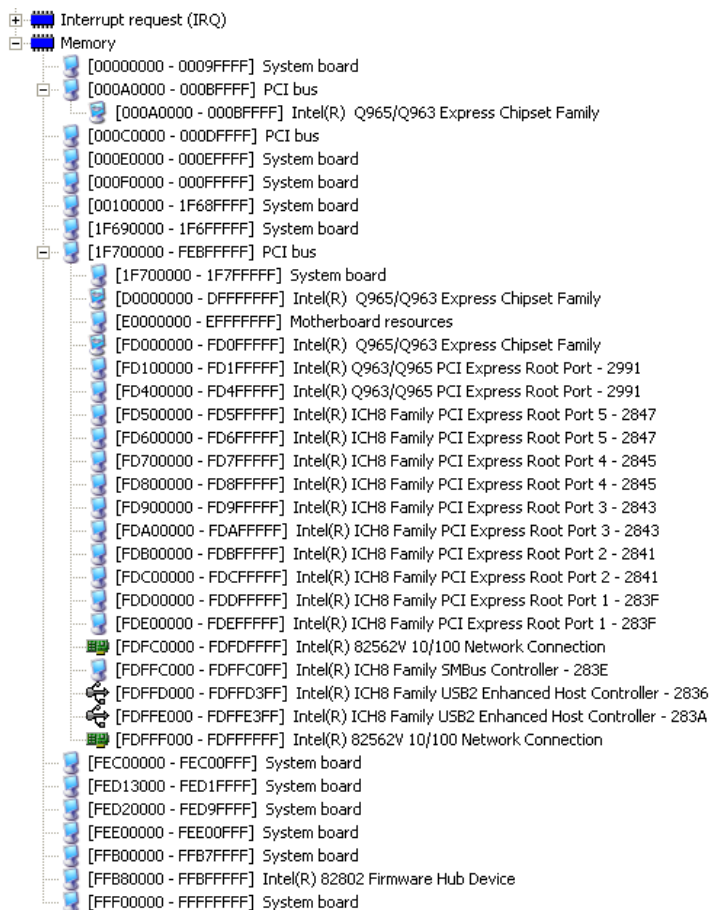 Interrupt request (IRQ)
Memory
[00000000 - 0009FFFF] System board
[000A0000 - 000BFFFF] PCI bus
[000A0000 - 000BFFFF] Intel(R) Q965/Q963 Express Chipset Family
[000C0000 - 000DFFFF] PCI bus
[000E0000 - 000EFFFF] System board
[000F0000 - 000FFFFF] System board
[00100000 - 1F68FFFF] System board
[1F690000 - 1F6FFFFF] System board
[1F700000 - FEBFFFFF] PCI bus
[1F700000 - 1F7FFFFF] System board
[D0000000 - DFFFFFFF] Intel(R) Q965/Q963 Express Chipset Family
[E0000000 - EFFFFFFF] Motherboard resources
[FD000000 - FD0FFFFF] Intel(R) Q965/Q963 Express Chipset Family
[FD100000 - FD1FFFFF] Intel(R) Q963/Q965 PCI Express Root Port - 2991
[FD400000 - FD4FFFFF] Intel(R) Q963/Q965 PCI Express Root Port - 2991
[FD500000 - FD5FFFFF] Intel(R) ICH8 Family PCI Express Root Port 5 - 2847
[FD600000 - FD6FFFFF] Intel(R) ICH8 Family PCI Express Root Port 5 - 2847
[FD700000 - FD7FFFFF] Intel(R) ICH8 Family PCI Express Root Port 4 - 2845
[FD800000 - FD8FFFFF] Intel(R) ICH8 Family PCI Express Root Port 4 - 2845
[FD900000 - FD9FFFFF] Intel(R) ICH8 Family PCI Express Root Port 3 - 2843
[FDA00000 - FDAFFFFF] Intel(R) ICH8 Family PCI Express Root Port 3 - 2843
[FDB00000 - FDBFFFFF] Intel(R) ICH8 Family PCI Express Root Port 2 - 2841
[FDC00000 - FDCFFFFF] Intel(R) ICH8 Family PCI Express Root Port 2 - 2841
[FDD00000 - FDDFFFFF] Intel(R) ICH8 Family PCI Express Root Port 1 - 283F
[FDE00000 - FDEFFFFF] Intel(R) ICH8 Family PCI Express Root Port 1 - 283F
[FDFC0000 - FDFDFFFF] Intel(R) 82562V 10/100 Network Connection
[FDFFC000 - FDFFC0FF] Intel(R) ICH8 Family SMBus Controller - 283E
[FDFFD000 - FDFFD3FF] Intel(R) ICH8 Family USB2 Enhanced Host Controller - 2836
[FDFFE000 - FDFFE3FF] Intel(R) ICH8 Family USB2 Enhanced Host Controller - 283A
[FDFFF000 - FDFFFFFF] Intel(R) 82562V 10/100 Network Connection
[FEC00000 - FEC00FFF] System board
[FED13000 - FED1FFFF] System board
[FED20000 - FED9FFFF] System board
[FEE00000 - FEE00FFF] System board
[FFB00000 - FFB7FFFF] System board
[FFB80000 - FFBFFFFF] Intel(R) 82802 Firmware Hub Device
[FFF00000 - FFFFFFFF] System board